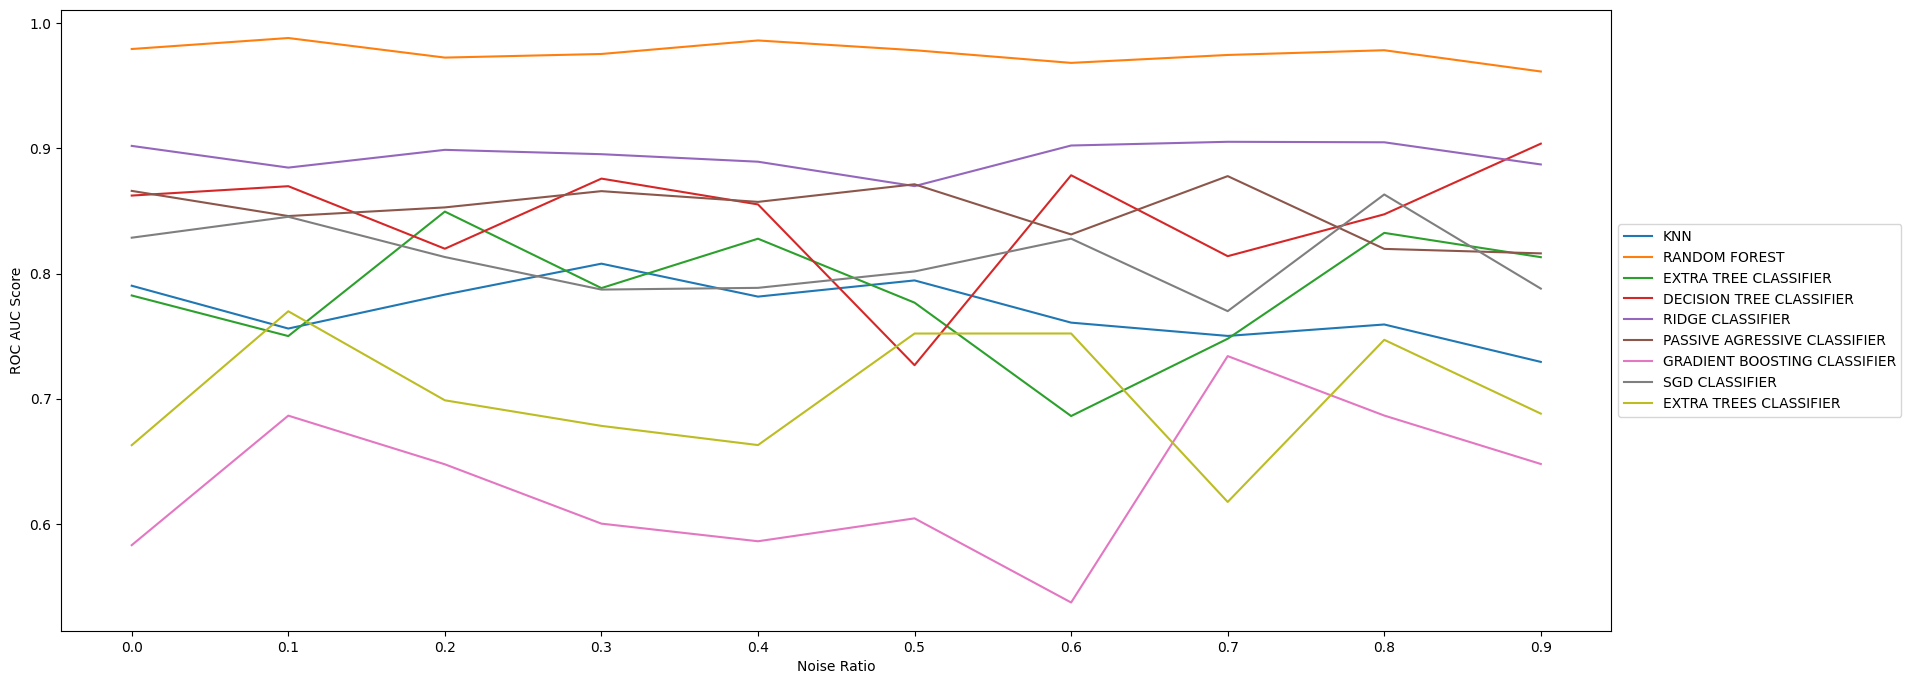 1.0
0.9
0.8
0.7
0.6
ROC AUC Score
0.0 0.1 0.2 0.3 0.4 0.5 0.6 0.7 0.8 0.9
Noise Ratio
KNN
RANDOM FOREST
EXTRA TREE CLASSIFIER
DECISION TREE CLASSIFIER
RIDGE CLASSIFIER
PASSIVE AGRESSIVE CLASSIFIER
GRADIENT BOOSTING CLASSIFIER
SGD CLASSIFIER
EXTRA TREES CLASSIFIER